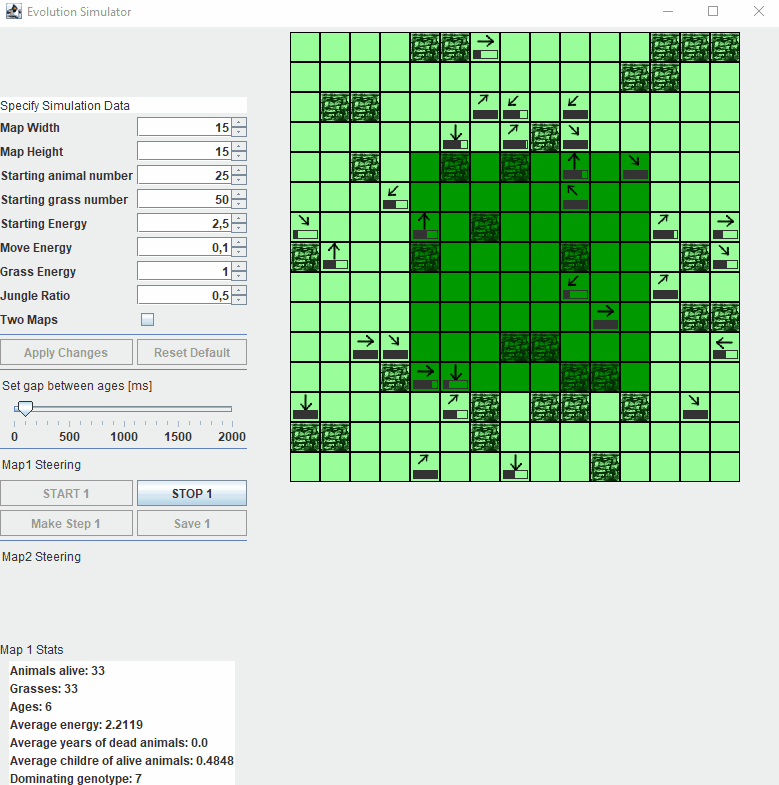 Evolution Simulator
Specify Simulation Data
Map Width 15
Map Height 15
Starting animal number 25
Starting grass number 50
Starting Energy 2,5
Move Energy 0,1
Grass Energy 1
Jungle Ratio 0,5
Two Maps
Apply Changes Reset Default
Set gap between ages [ms]
0 500 1000 1500 2000
Map1 Steering
START 1 STOP 1
Make Step 1 Save 1
Map2 Steering
Map 1 Stats
Animals alive: 33
Grasses: 33
Ages: 6
Average energy: 2.2119
Average years of dead animals: 0.0
Average childre of alive animals: 0.4848
Dominating genotype: 7